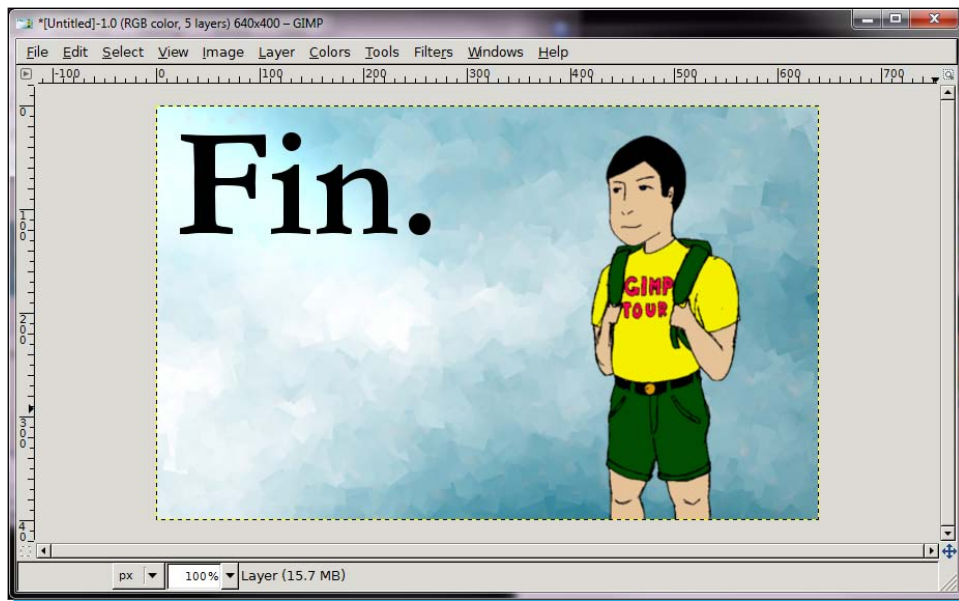 *[Untitled]-1.0 (RGB color, 5 layers) 640x400 – GIMP
File Edit Select View Image Layer Colors Tools Filters Windows Help
-100 0 100 200 300 400 500 600 700
0
100
200
300
40
Fin.
GIMP
TOUR
px 100% Layer (15.7 MB)